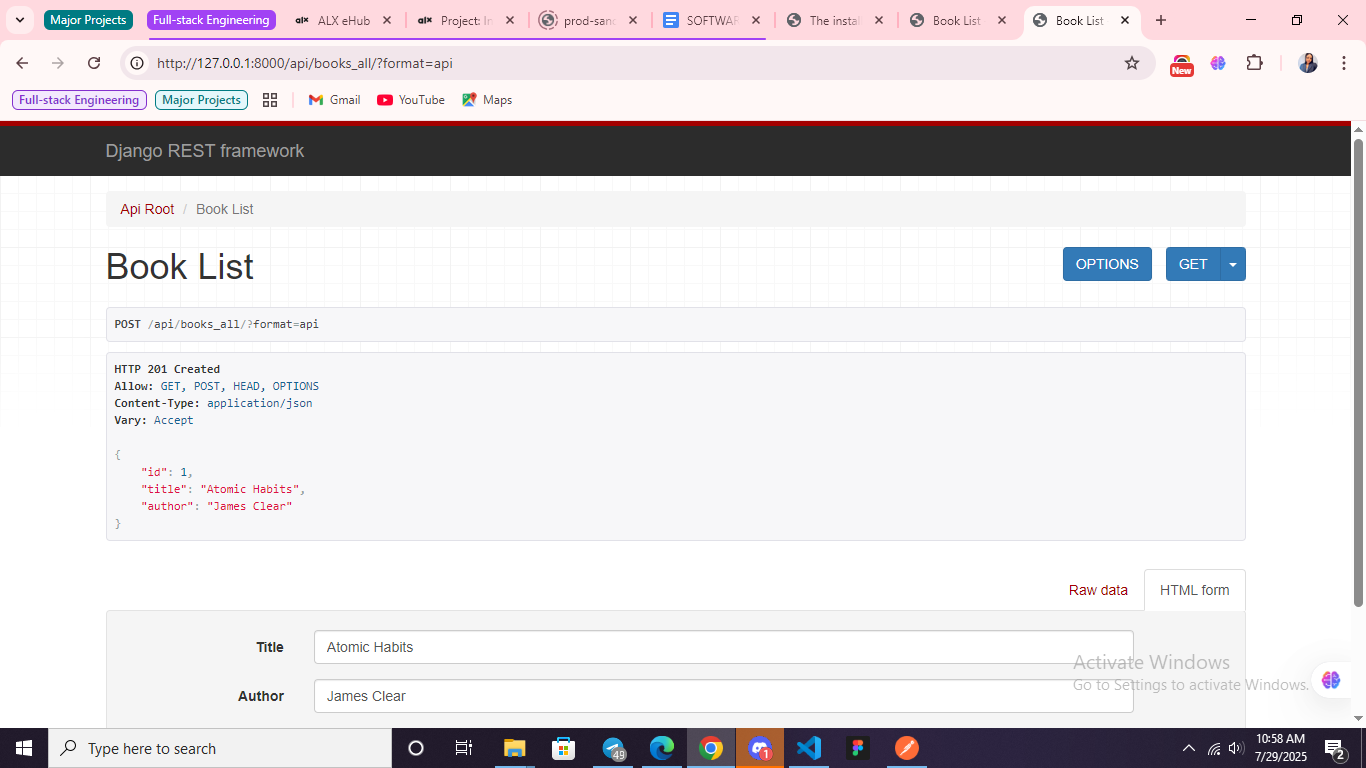 Major Projects
Full-stack Engineering
alx ALX eHub
alx Project: In
prod-sand
SOFTWAR
The instal
Book List
Book List
http://127.0.0.1:8000/api/books_all/?format=api
New
Full-stack Engineering
Major Projects
Gmail
YouTube
Maps
Django REST framework
Api Root / Book List
Book List
OPTIONS
GET
POST /api/books_all/?format=api
HTTP 201 Created
Allow: GET, POST, HEAD, OPTIONS
Content-Type: application/json
Vary: Accept
{
"id": 1,
"title": "Atomic Habits",
"author": "James Clear"
}
Raw data
HTML form
Title
Atomic Habits
Author
James Clear
Activate Windows
Go to Settings to activate Windows.
Type here to search
49
1
10:58 AM
7/29/2025
2